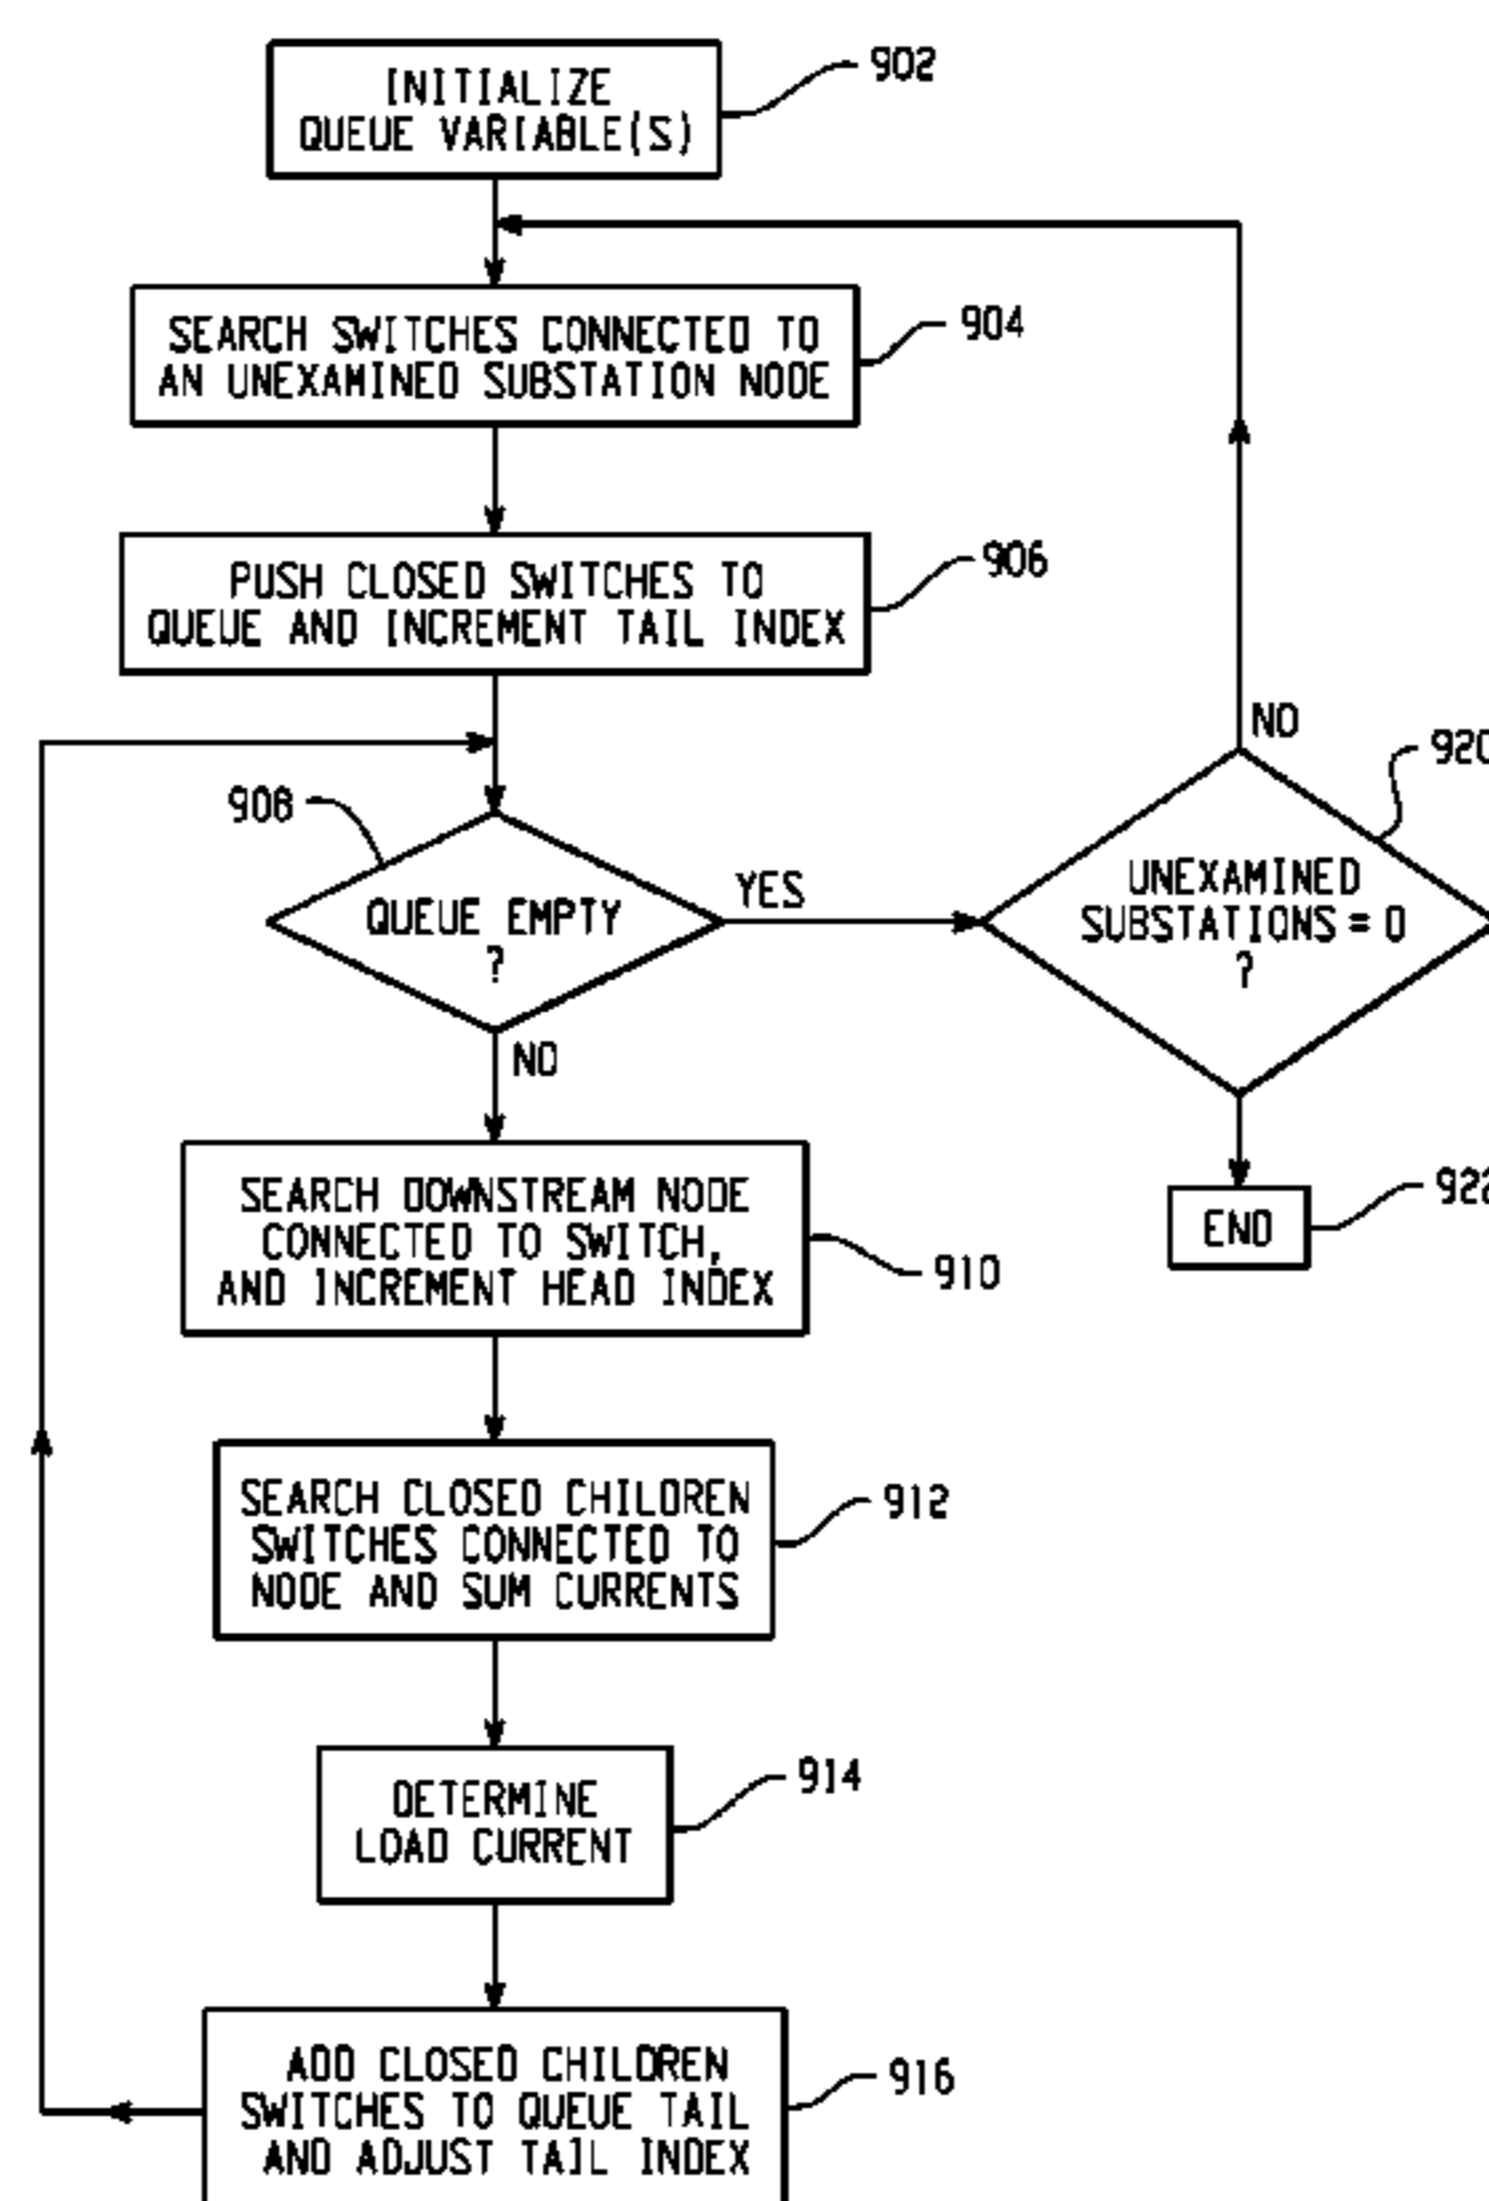 INITIALIZE
QUEUE VARIABLE(S)
902
SEARCH SWITCHES CONNECTED TO
AN UNEXAMINED SUBSTATION NODE
904
PUSH CLOSED SWITCHES TO
QUEUE AND INCREMENT TAIL INDEX
906
908
QUEUE EMPTY
?
YES
NO
NO
920
UNEXAMINED
SUBSTATIONS = 0
?
END
922
SEARCH DOWNSTREAM NODE
CONNECTED TO SWITCH,
AND INCREMENT HEAD INDEX
910
SEARCH CLOSED CHILDREN
SWITCHES CONNECTED TO
NODE AND SUM CURRENTS
912
DETERMINE
LOAD CURRENT
914
ADD CLOSED CHILDREN
SWITCHES TO QUEUE TAIL
AND ADJUST TAIL INDEX
916